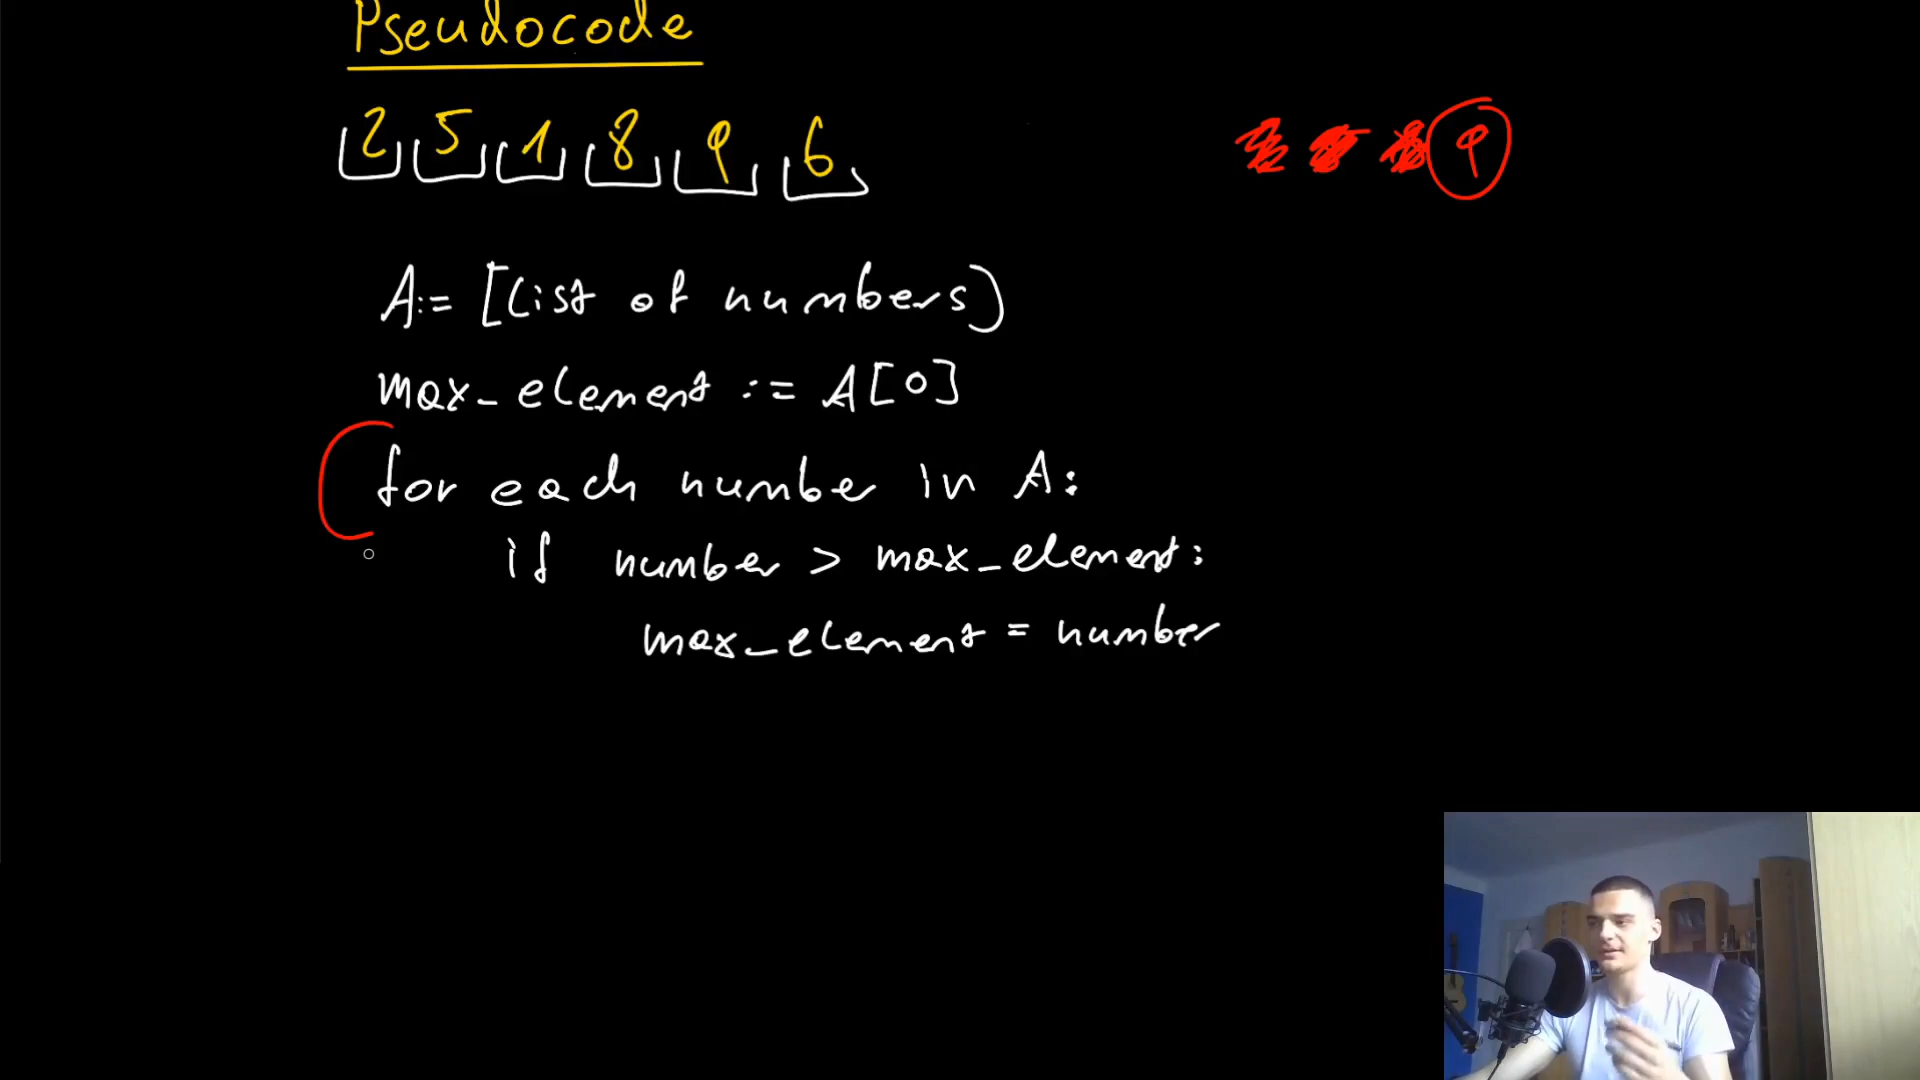 Pseudocode
2 5 1 8 9 6
9
A:= [list of numbers]
max_element := A[0]
for each number in A:
if number > max_element:
max_element = number